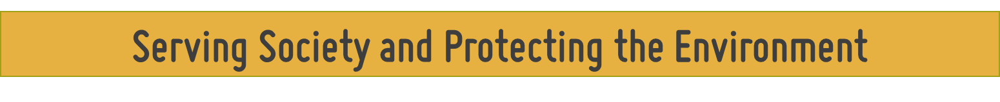 Serving Society and Protecting the Environment